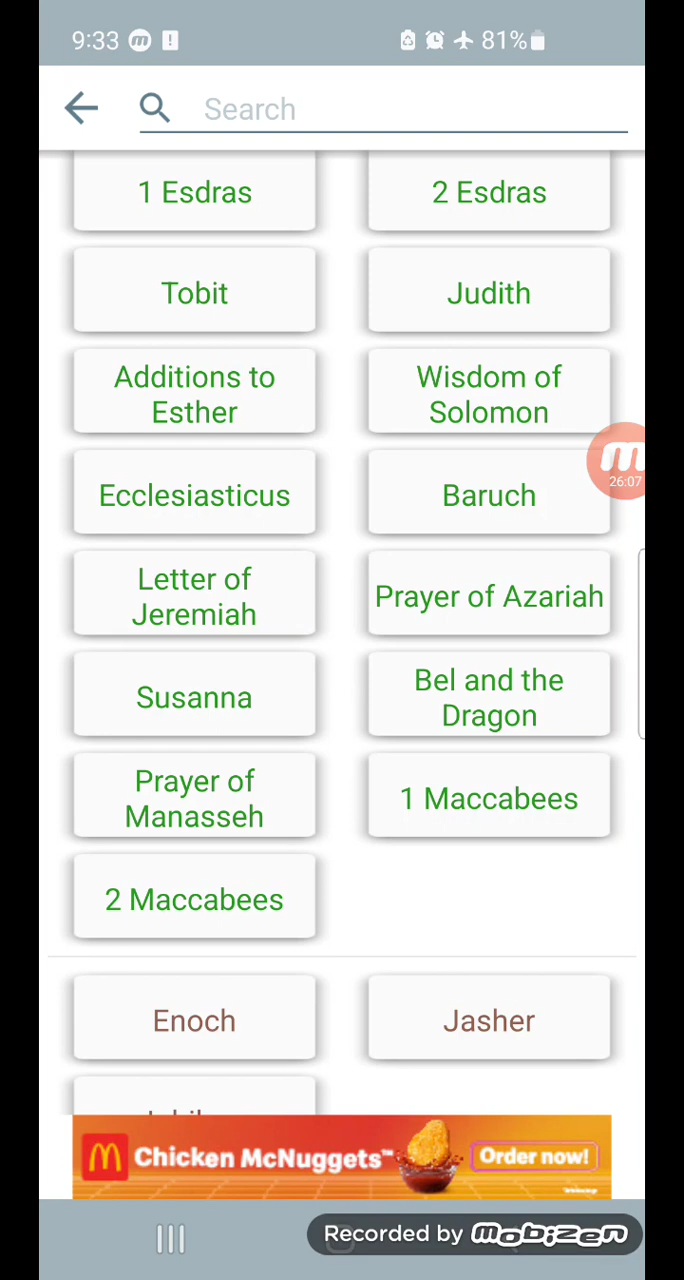 9:33
81%
Search
1 Esdras
2 Esdras
Tobit
Judith
Additions to
Esther
Wisdom of
Solomon
Ecclesiasticus
Baruch
26:07
Letter of
Jeremiah
Prayer of Azariah
Susanna
Bel and the
Dragon
Prayer of
Manasseh
1 Maccabees
2 Maccabees
Enoch
Jasher
Chicken McNuggets™
Order now!
Recorded by mobizen